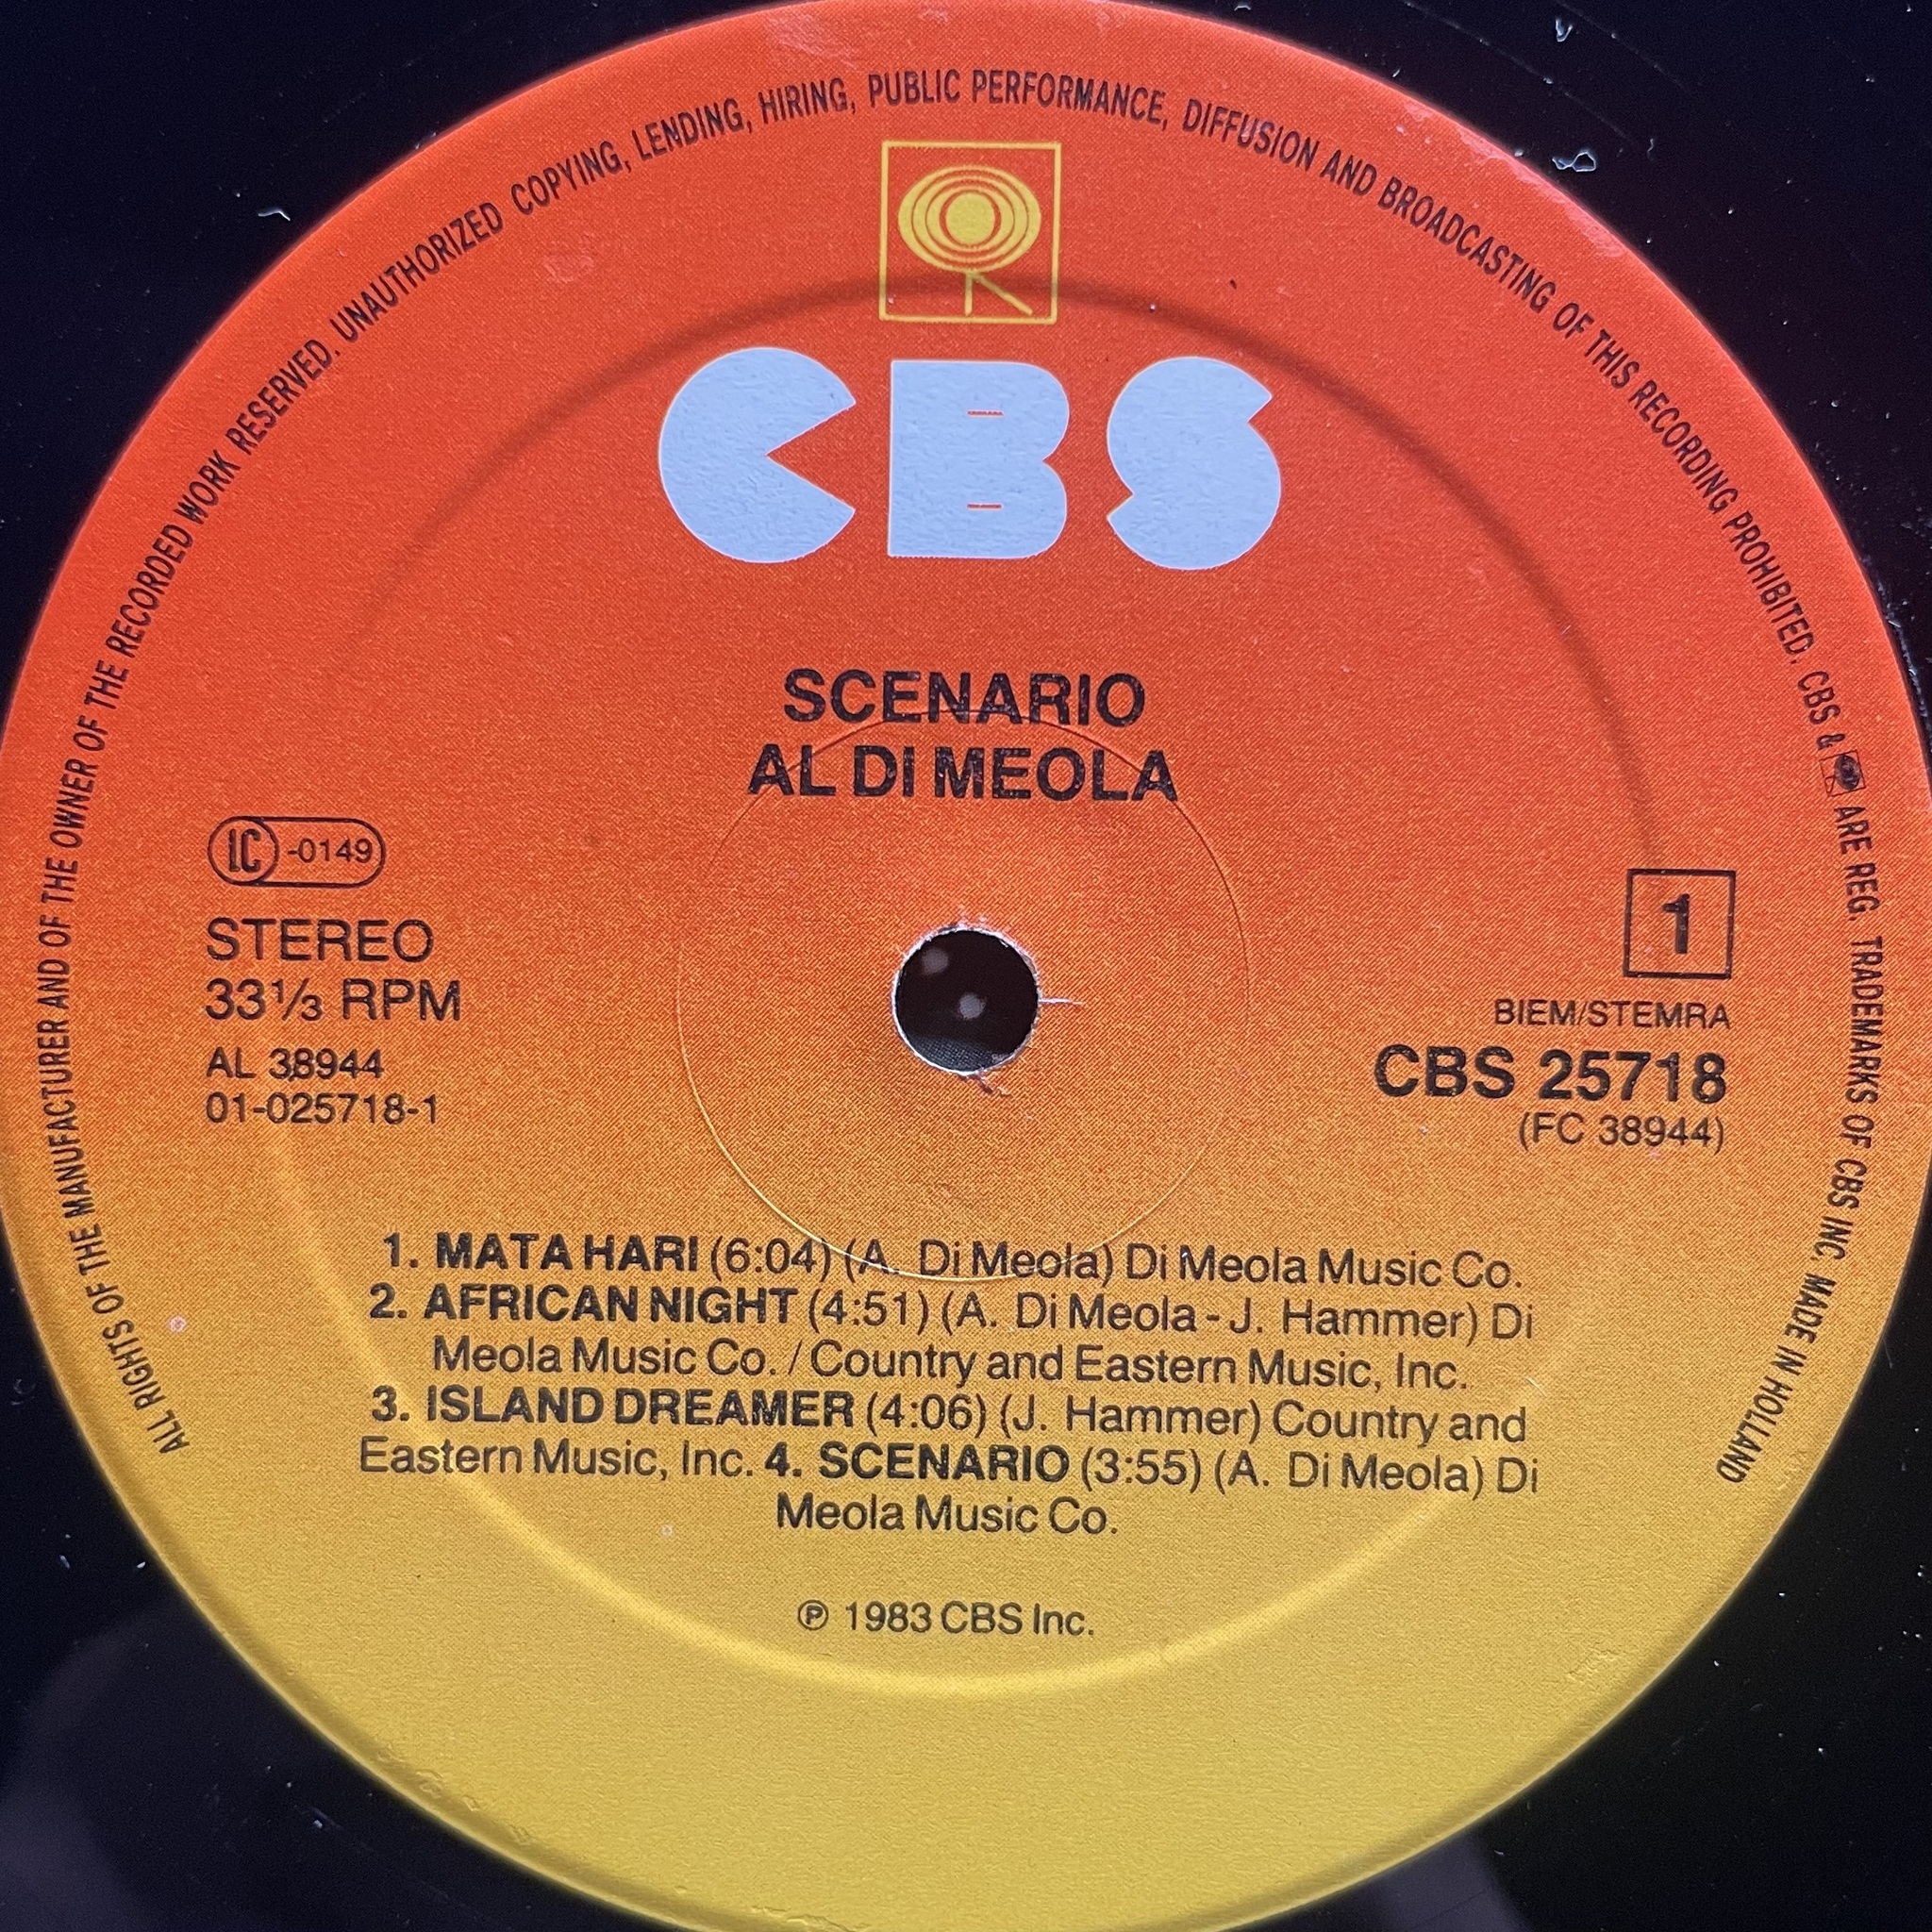 ALL RIGHTS OF THE MANUFACTURER AND OF THE OWNER OF THE RECORDED WORK RESERVED. UNAUTHORIZED COPYING, LENDING, HIRING, PUBLIC PERFORMANCE, DIFFUSION AND BROADCASTING OF THIS RECORDING PROHIBITED. CBS & ARE REG. TRADEMARKS OF CBS INC. MADE IN HOLLAND
CBS
SCENARIO
AL DI MEOLA
LC -0149
STEREO
33⅓ RPM
AL 38944
01-025718-1
1
BIEM/STEMRA
CBS 25718
(FC 38944)
1. MATA HARI (6:04) (A. Di Meola) Di Meola Music Co.
2. AFRICAN NIGHT (4:51) (A. Di Meola - J. Hammer) Di
Meola Music Co. / Country and Eastern Music, Inc.
3. ISLAND DREAMER (4:06) (J. Hammer) Country and
Eastern Music, Inc. 4. SCENARIO (3:55) (A. Di Meola) Di
Meola Music Co.
℗ 1983 CBS Inc.